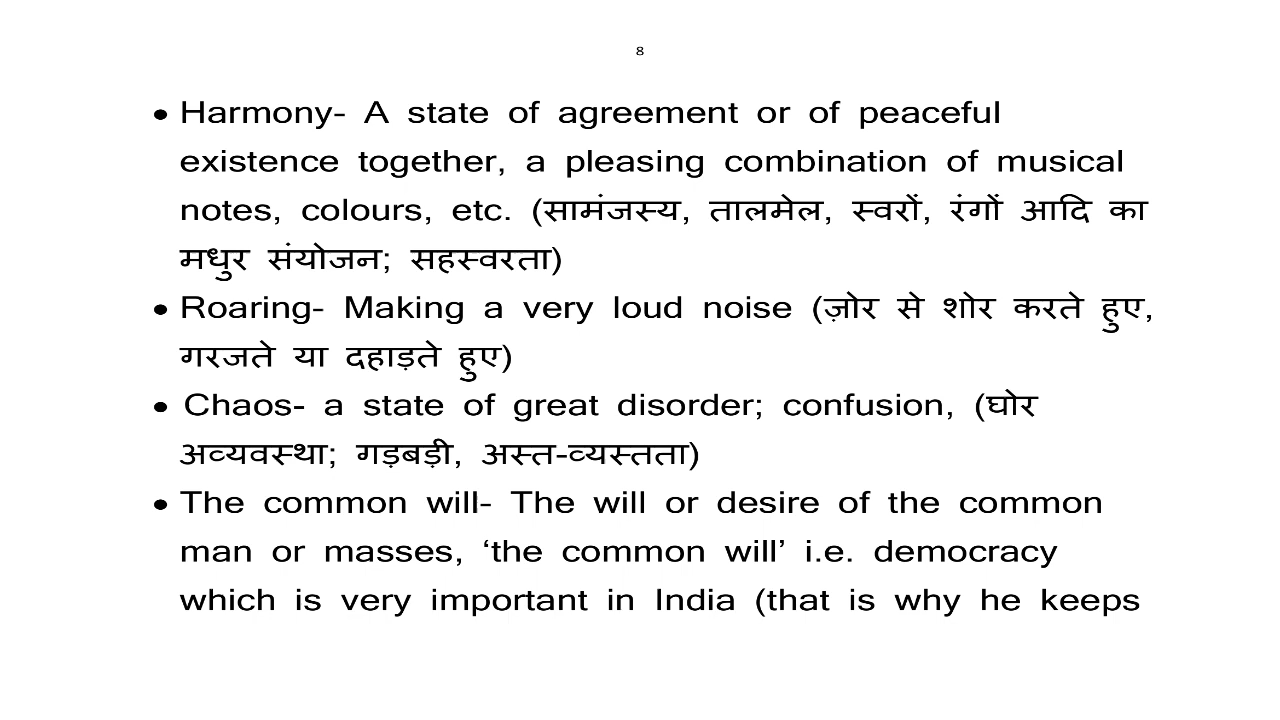 8
• Harmony- A state of agreement or of peaceful
existence together, a pleasing combination of musical
notes, colours, etc. (सामंजस्य, तालमेल, स्वरों, रंगों आदि का
मधुर संयोजन; सहस्वरता)
• Roaring- Making a very loud noise (ज़ोर से शोर करते हुए,
गरजते या दहाड़ते हुए)
• Chaos- a state of great disorder; confusion, (घोर
अव्यवस्था; गड़बड़ी, अस्त-व्यस्तता)
• The common will- The will or desire of the common
man or masses, ‘the common will’ i.e. democracy
which is very important in India (that is why he keeps